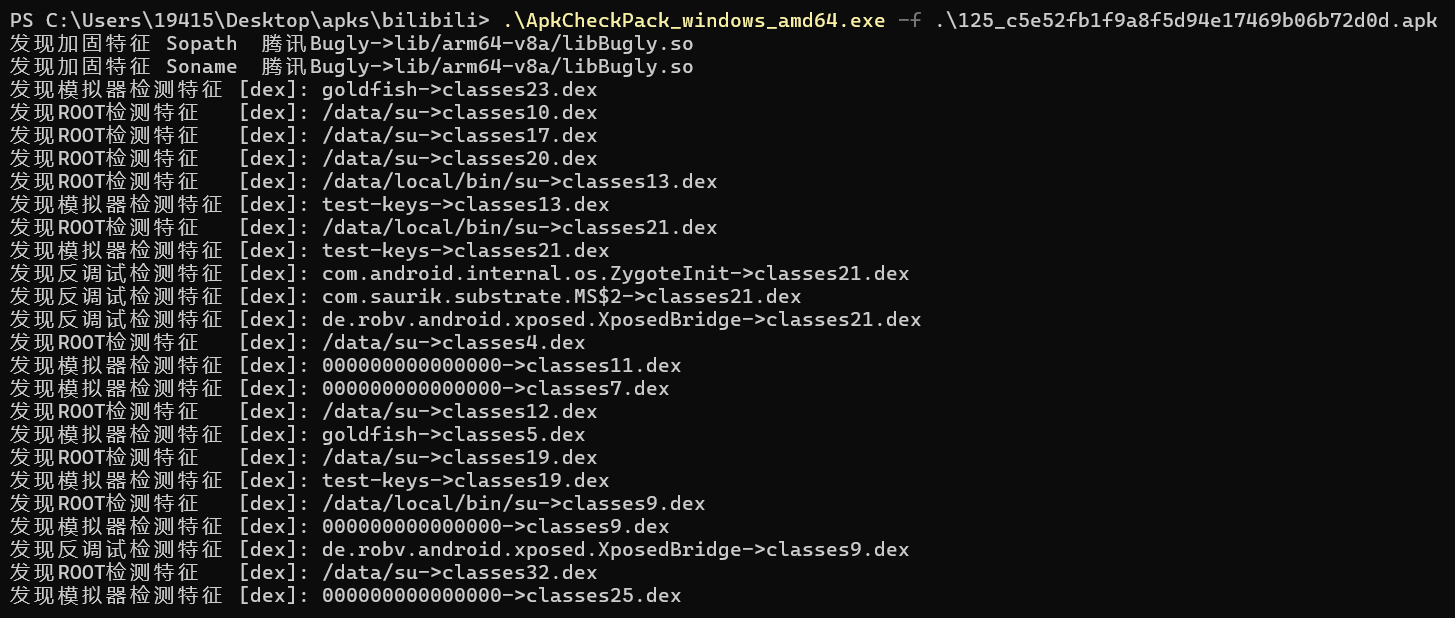 PS C:\Users\19415\Desktop\apks\bilibili> .\ApkCheckPack_windows_amd64.exe -f .\125_c5e52fb1f9a8f5d94e17469b06b72d0d.apk
发现加固特征 Sopath  腾讯Bugly->lib/arm64-v8a/libBugly.so
发现加固特征 Soname  腾讯Bugly->lib/arm64-v8a/libBugly.so
发现模拟器检测特征 [dex]: goldfish->classes23.dex
发现ROOT检测特征   [dex]: /data/su->classes10.dex
发现ROOT检测特征   [dex]: /data/su->classes17.dex
发现ROOT检测特征   [dex]: /data/su->classes20.dex
发现ROOT检测特征   [dex]: /data/local/bin/su->classes13.dex
发现模拟器检测特征 [dex]: test-keys->classes13.dex
发现ROOT检测特征   [dex]: /data/local/bin/su->classes21.dex
发现模拟器检测特征 [dex]: test-keys->classes21.dex
发现反调试检测特征 [dex]: com.android.internal.os.ZygoteInit->classes21.dex
发现反调试检测特征 [dex]: com.saurik.substrate.MS$2->classes21.dex
发现反调试检测特征 [dex]: de.robv.android.xposed.XposedBridge->classes21.dex
发现ROOT检测特征   [dex]: /data/su->classes4.dex
发现模拟器检测特征 [dex]: 000000000000000->classes11.dex
发现模拟器检测特征 [dex]: 000000000000000->classes7.dex
发现ROOT检测特征   [dex]: /data/su->classes12.dex
发现模拟器检测特征 [dex]: goldfish->classes5.dex
发现ROOT检测特征   [dex]: /data/su->classes19.dex
发现模拟器检测特征 [dex]: test-keys->classes19.dex
发现ROOT检测特征   [dex]: /data/local/bin/su->classes9.dex
发现模拟器检测特征 [dex]: 000000000000000->classes9.dex
发现反调试检测特征 [dex]: de.robv.android.xposed.XposedBridge->classes9.dex
发现ROOT检测特征   [dex]: /data/su->classes32.dex
发现模拟器检测特征 [dex]: 000000000000000->classes25.dex